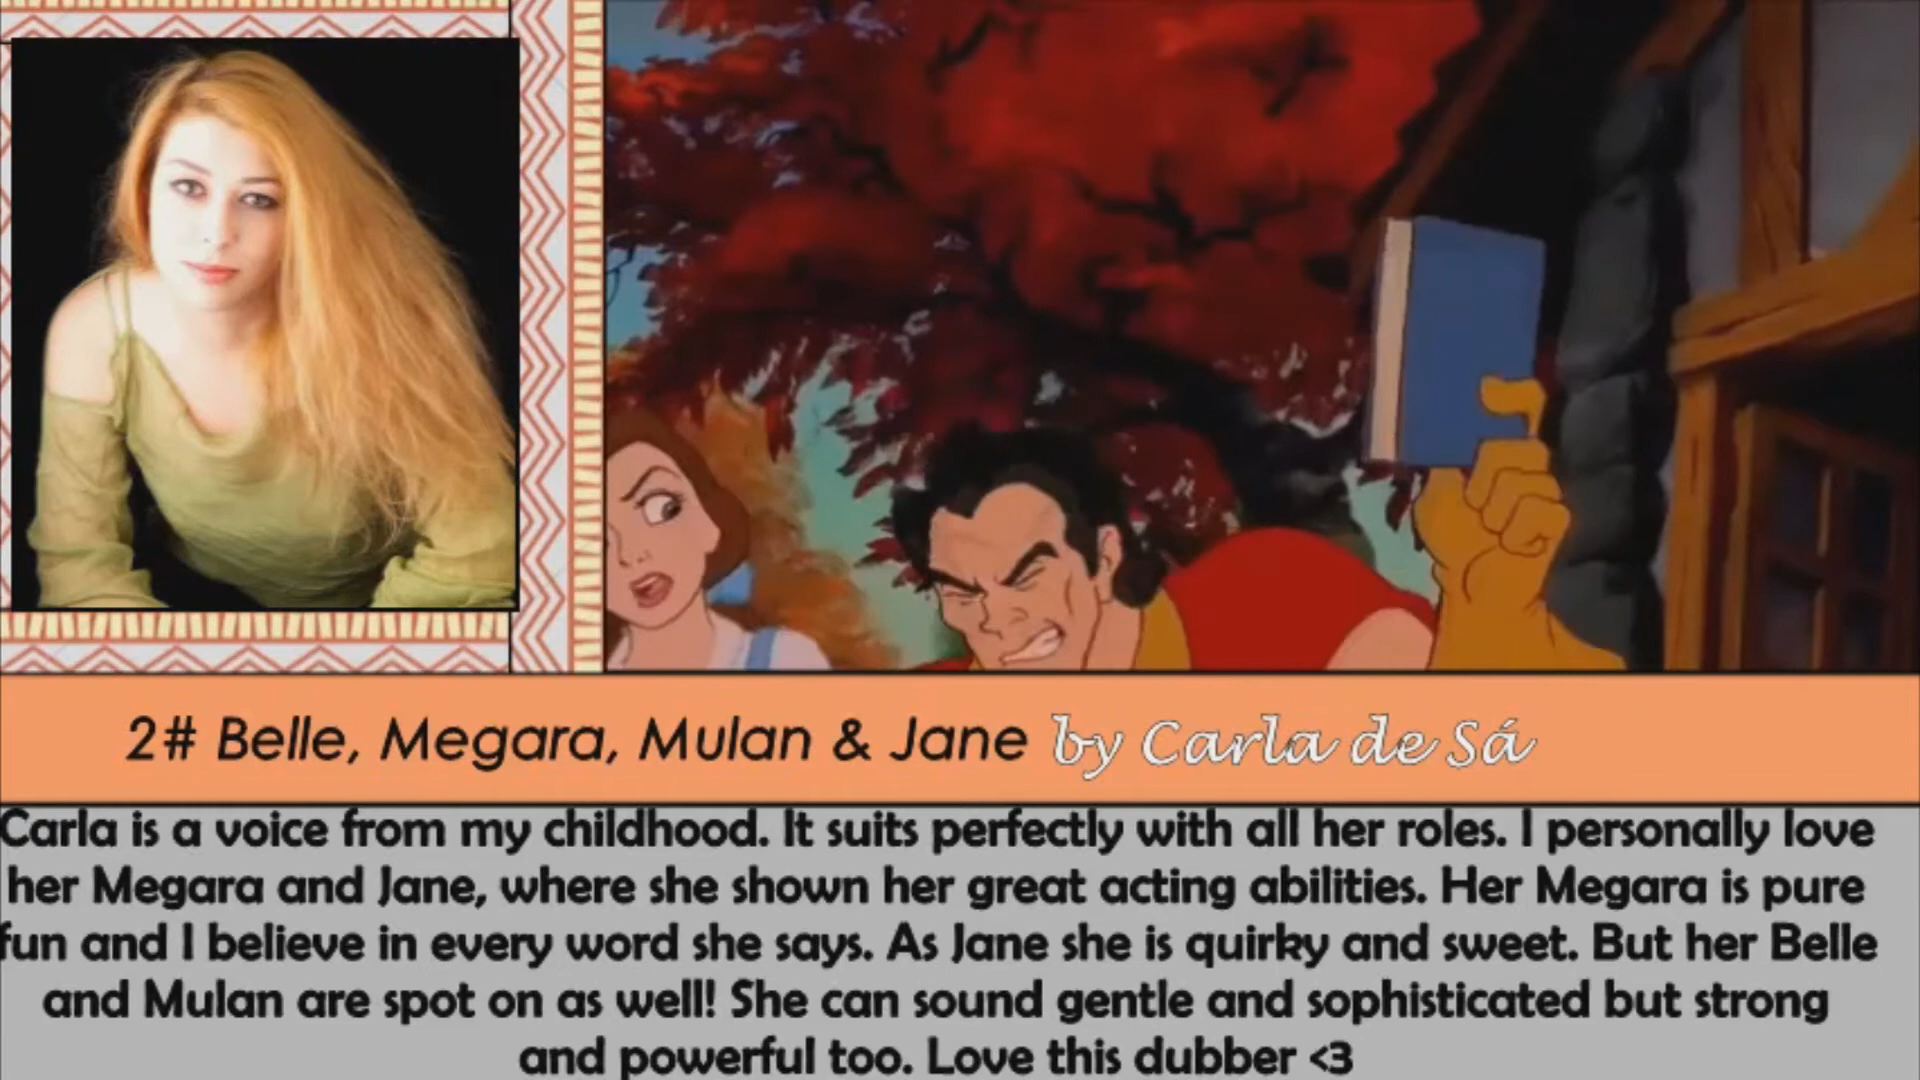 2# Belle, Megara, Mulan & Jane by Carla de Sá
Carla is a voice from my childhood. It suits perfectly with all her roles. I personally love
her Megara and Jane, where she shown her great acting abilities. Her Megara is pure
fun and I believe in every word she says. As Jane she is quirky and sweet. But her Belle
and Mulan are spot on as well! She can sound gentle and sophisticated but strong
and powerful too. Love this dubber <3